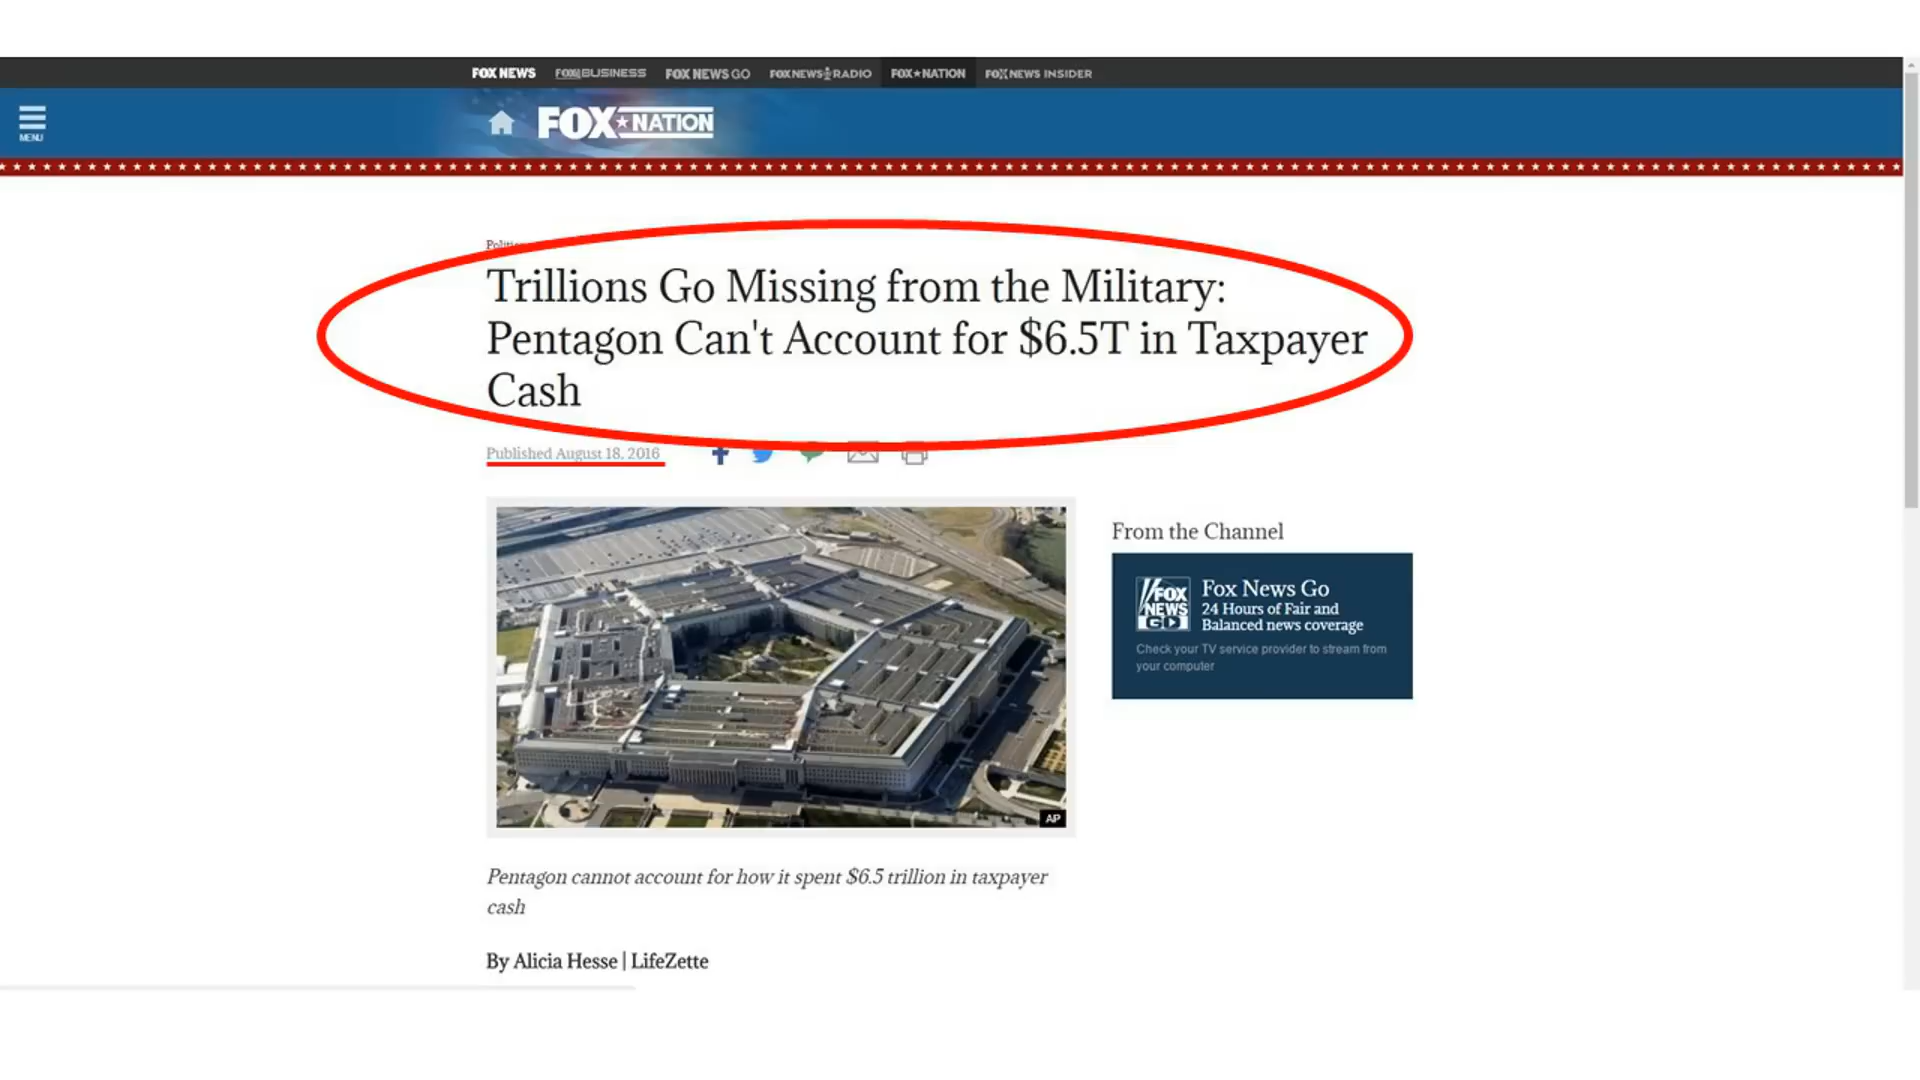 FOX NEWS FOX BUSINESS FOX NEWS GO FOX NEWS RADIO FOX★NATION FOX NEWS INSIDER
MENU
FOX★NATION
Trillions Go Missing from the Military:
Pentagon Can't Account for $6.5T in Taxpayer
Cash
Published August 18, 2016
From the Channel
FOX
NEWS
GO
Fox News Go
24 Hours of Fair and
Balanced news coverage
Check your TV service provider to stream from
your computer
AP
Pentagon cannot account for how it spent $6.5 trillion in taxpayer
cash
By Alicia Hesse | LifeZette